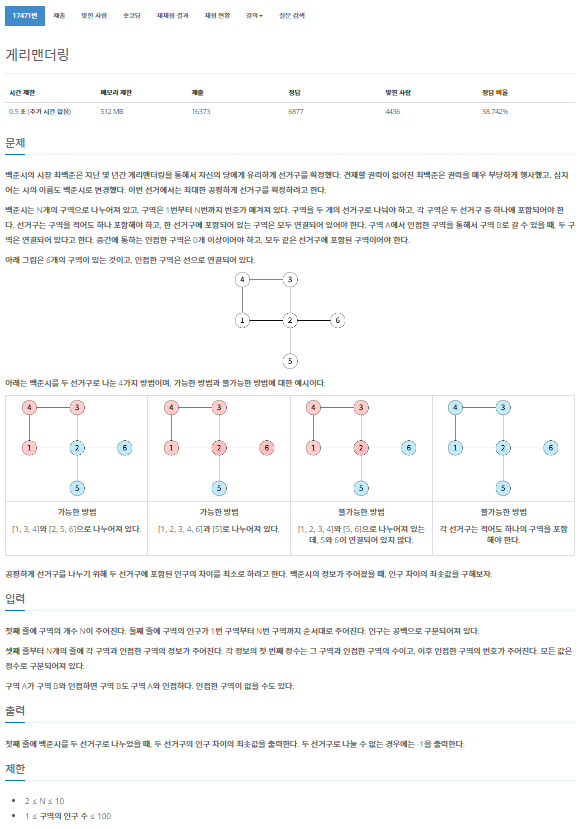 17471번 제출 맞힌 사람 숏코딩 재채점 결과 채점 현황 강의 질문 검색
게리맨더링
시간 제한 메모리 제한 제출 정답 맞힌 사람 정답 비율
0.5 초 (추가 시간 없음) 512 MB 16373 6877 4436 38.742%
문제
백준시의 시장 최백준은 지난 몇 년간 게리맨더링을 통해서 자신의 당에게 유리하게 선거구를 획정했다. 견제할 권력이 없어진 최백준은 권력을 매우 부당하게 행사했고, 심지
어는 시의 이름도 백준시로 변경했다. 이번 선거에서는 최대한 공평하게 선거구를 획정하려고 한다.
백준시는 N개의 구역으로 나누어져 있고, 구역은 1번부터 N번까지 번호가 매겨져 있다. 구역을 두 개의 선거구로 나눠야 하고, 각 구역은 두 선거구 중 하나에 포함되어야 한
다. 선거구는 구역을 적어도 하나 포함해야 하고, 한 선거구에 포함되어 있는 구역은 모두 연결되어 있어야 한다. 구역 A에서 인접한 구역을 통해서 구역 B로 갈 수 있을 때, 두 구
역은 연결되어 있다고 한다. 중간에 통하는 인접한 구역은 0개 이상이어야 하고, 모두 같은 선거구에 포함된 구역이어야 한다.
아래 그림은 6개의 구역이 있는 것이고, 인접한 구역은 선으로 연결되어 있다.
4 3
1 2 6
5
아래는 백준시를 두 선거구로 나눈 4가지 방법이며, 가능한 방법과 불가능한 방법에 대한 예시이다.
4 3 4 3 4 3 4 3
1 2 6 1 2 6 1 2 6 1 2 6
5 5 5 5
가능한 방법 가능한 방법 불가능한 방법 불가능한 방법
[1, 3, 4]와 [2, 5, 6]으로 나누어져 있다. [1, 2, 3, 4, 6]과 [5]로 나누어져 있다. [1, 2, 3, 4]와 [5, 6]으로 나누어져 있는 각 선거구는 적어도 하나의 구역을 포함
데, 5와 6이 연결되어 있지 않다. 해야 한다.
공평하게 선거구를 나누기 위해 두 선거구에 포함된 인구의 차이를 최소로 하려고 한다. 백준시의 정보가 주어졌을 때, 인구 차이의 최솟값을 구해보자.
입력
첫째 줄에 구역의 개수 N이 주어진다. 둘째 줄에 구역의 인구가 1번 구역부터 N번 구역까지 순서대로 주어진다. 인구는 공백으로 구분되어져 있다.
셋째 줄부터 N개의 줄에 각 구역과 인접한 구역의 정보가 주어진다. 각 정보의 첫 번째 정수는 그 구역과 인접한 구역의 수이고, 이후 인접한 구역의 번호가 주어진다. 모든 값은
정수로 구분되어져 있다.
구역 A가 구역 B와 인접하면 구역 B도 구역 A와 인접하다. 인접한 구역이 없을 수도 있다.
출력
첫째 줄에 백준시를 두 선거구로 나누었을 때, 두 선거구의 인구 차이의 최솟값을 출력한다. 두 선거구로 나눌 수 없는 경우에는 -1을 출력한다.
제한
2 ≤ N ≤ 10
1 ≤ 구역의 인구 수 ≤ 100